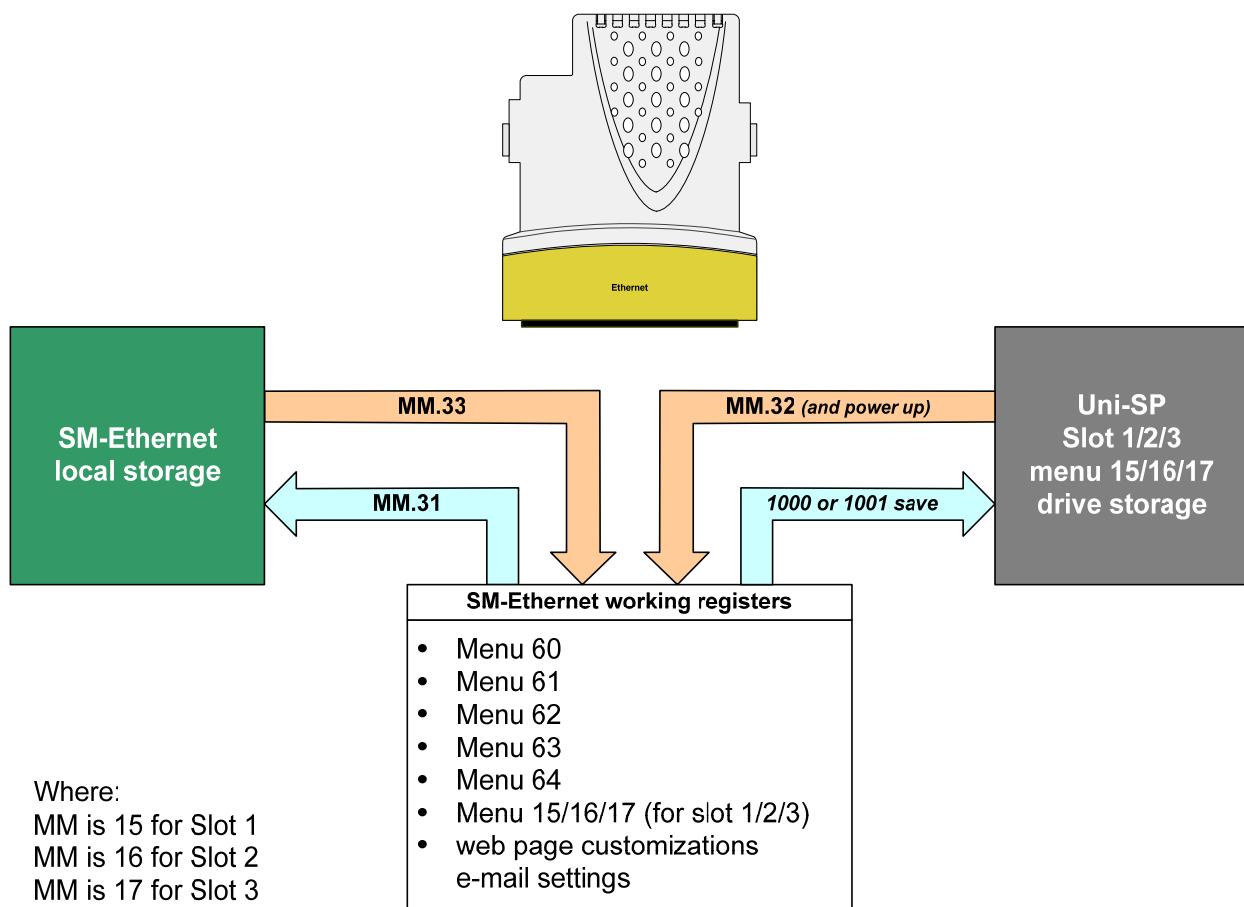 Ethernet
SM-Ethernet
local storage
MM.33
MM.31
MM.32 (and power up)
1000 or 1001 save
Uni-SP
Slot 1/2/3
menu 15/16/17
drive storage
SM-Ethernet working registers
• Menu 60
• Menu 61
• Menu 62
• Menu 63
• Menu 64
• Menu 15/16/17 (for slot 1/2/3)
• web page customizations
e-mail settings
Where:
MM is 15 for Slot 1
MM is 16 for Slot 2
MM is 17 for Slot 3